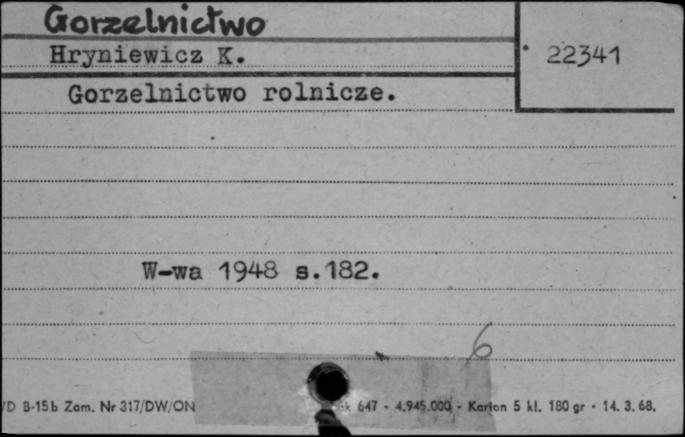 Gorzelnictwo
Hryniewicz K.
22341
Gorzelnictwo rolnicze.
W-wa 1948 s.182.
6
/D B-15b Zam. Nr 317/DW/ON 647 - 4.945.000 - Karton 5 kl. 180 gr - 14. 3. 68.